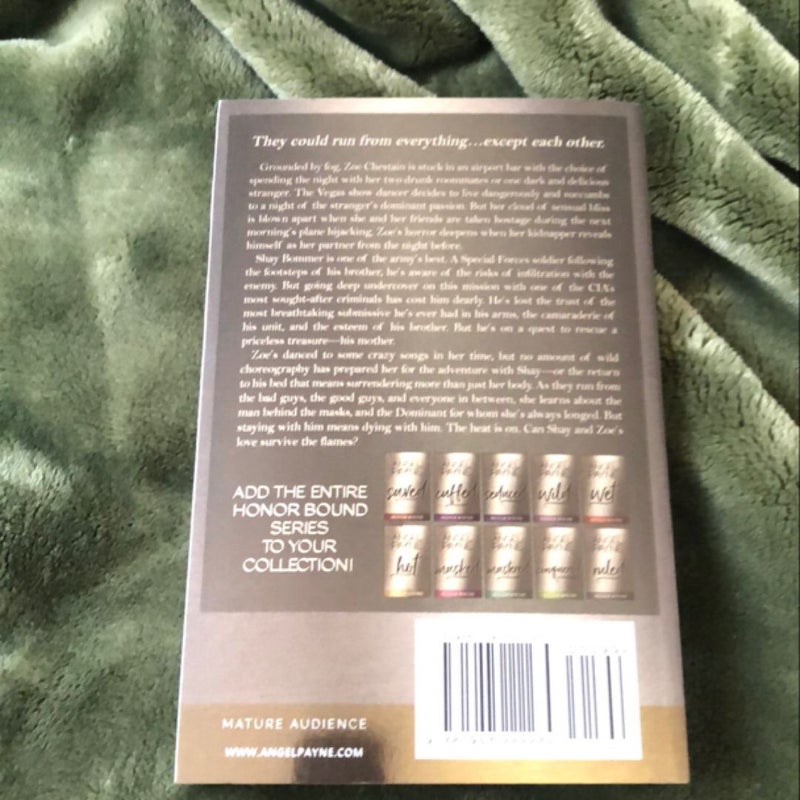 They could run from everything…except each other.
Grounded by fog, Zoe Chestain is stuck in an airport bar with the choice of
spending the night with her two drunk roommates or one dark and delicious
stranger. The Vegas show dancer decides to live dangerously and succumbs
to a night of the stranger's dominant passion. But her cloud of sensual bliss
is blown apart when she and her friends are taken hostage during the next
morning's plane hijacking. Zoe's horror deepens when her kidnapper reveals
himself as her partner from the night before.
Shay Bommer is one of the army's best. A Special Forces soldier following
the footsteps of his brother, he's aware of the risks of infiltration with the
enemy. But going deep undercover on this mission with one of the CIA's
most sought-after criminals has cost him dearly. He's lost the trust of the
most breathtaking submissive he's ever had in his arms, the camaraderie of
his unit, and the esteem of his brother. But he's on a quest to rescue a
priceless treasure—his mother.
Zoe's danced to some crazy songs in her time, but no amount of wild
choreography has prepared her for the adventure with Shay—or the return
to his bed that means surrendering more than just her body. As they run from
the bad guys, the good guys, and everyone in between, she learns about the
man behind the masks, and the Dominant for whom she's always longed. But
staying with him means dying with him. The heat is on. Can Shay and Zoe's
love survive the flames?
ADD THE ENTIRE
HONOR BOUND
SERIES
TO YOUR
COLLECTION!
saved cuffed seduced wild wet
hot masked mastered conquered ruled
MATURE AUDIENCE
WWW.ANGELPAYNE.COM